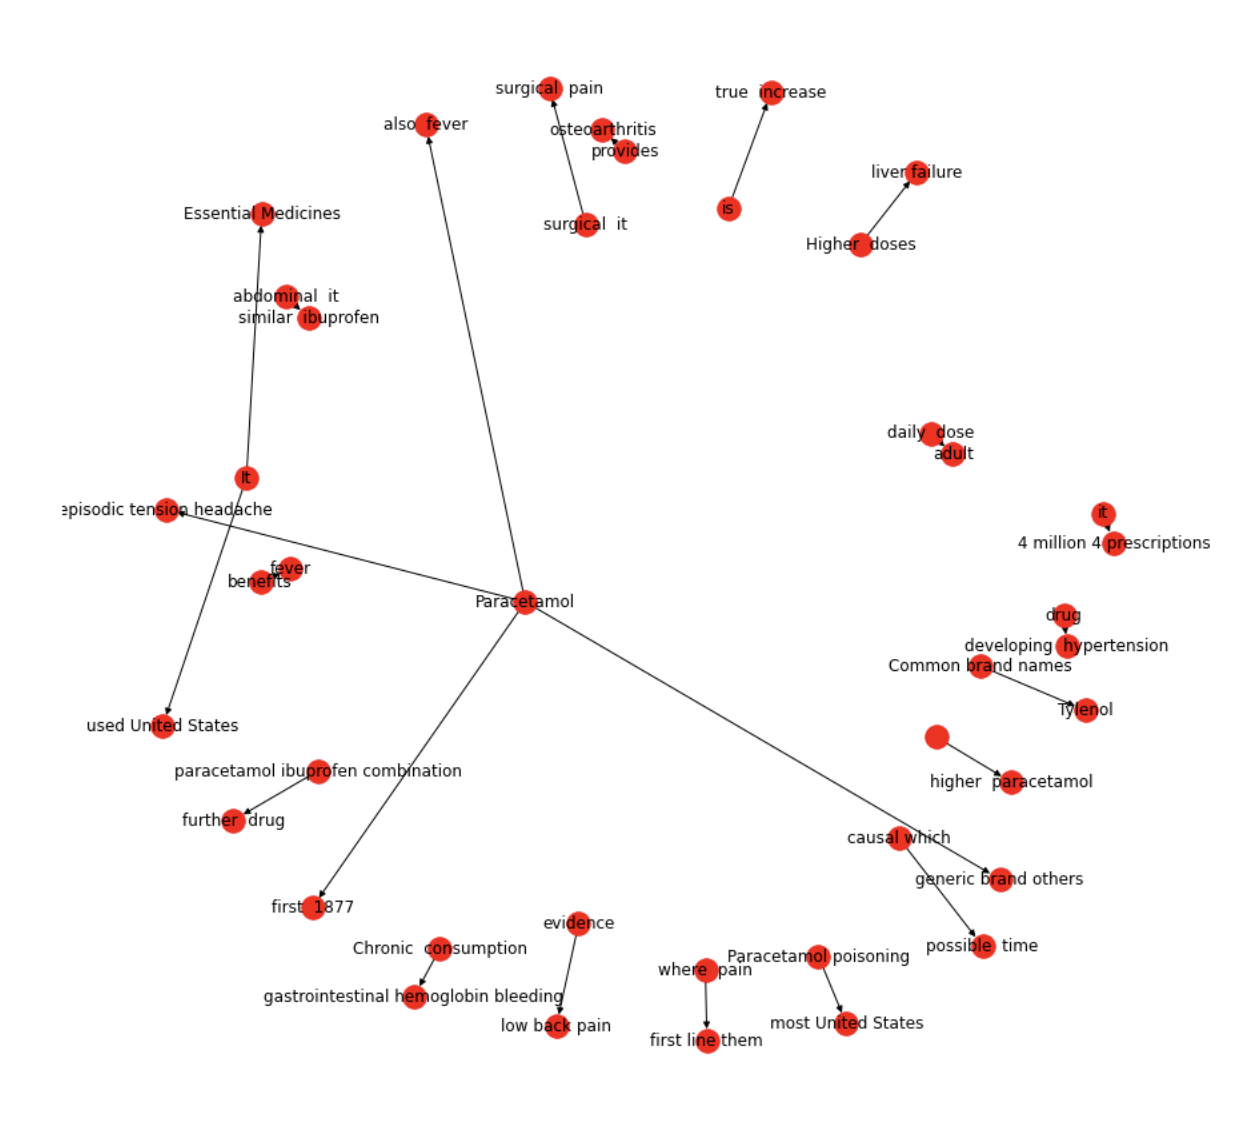 surgical pain
true increase
also fever
osteoarthritis
provides
liver failure
is
Essential Medicines
surgical it
Higher doses
abdominal it
similar ibuprofen
daily dose
adult
It
episodic tension headache
it
4 million 4 prescriptions
fever
benefits
Paracetamol
drug
developing hypertension
Common brand names
Tylenol
used United States
paracetamol ibuprofen combination
higher paracetamol
further drug
causal which
generic brand others
first 1877
evidence
possible time
Chronic consumption
Paracetamol poisoning
where pain
gastrointestinal hemoglobin bleeding
low back pain
most United States
first line them